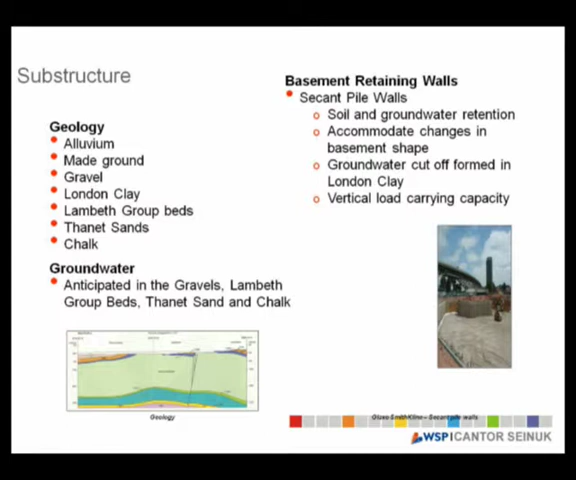 Substructure
Geology
Alluvium
Made ground
Gravel
London Clay
Lambeth Group beds
Thanet Sands
Chalk
Groundwater
Anticipated in the Gravels, Lambeth
Group Beds, Thanet Sand and Chalk
Geology
Basement Retaining Walls
Secant Pile Walls
Soil and groundwater retention
Accommodate changes in
basement shape
Groundwater cut off formed in
London Clay
Vertical load carrying capacity
Glaxo SmithKline – Secant pile walls
WSP|CANTOR SEINUK